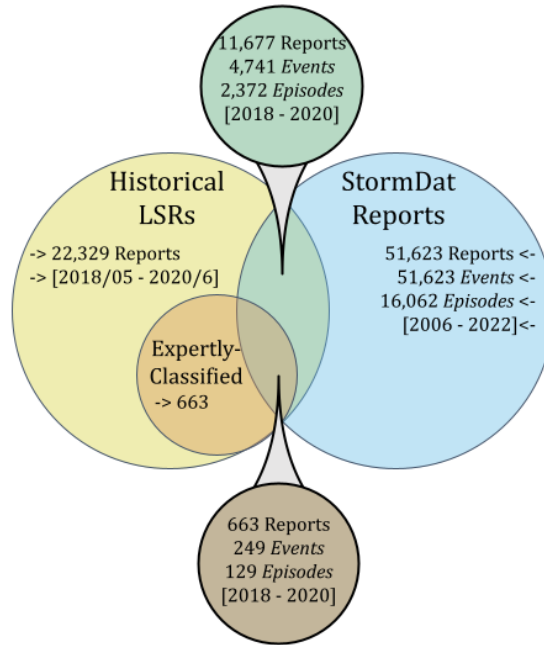 11,677 Reports
4,741 Events
2,372 Episodes
[2018 - 2020]
Historical
LSRs
-> 22,329 Reports
-> [2018/05 - 2020/6]
StormDat
Reports
51,623 Reports <-
51,623 Events <-
16,062 Episodes <-
[2006 - 2022]<-
Expertly-
Classified
-> 663
663 Reports
249 Events
129 Episodes
[2018 - 2020]